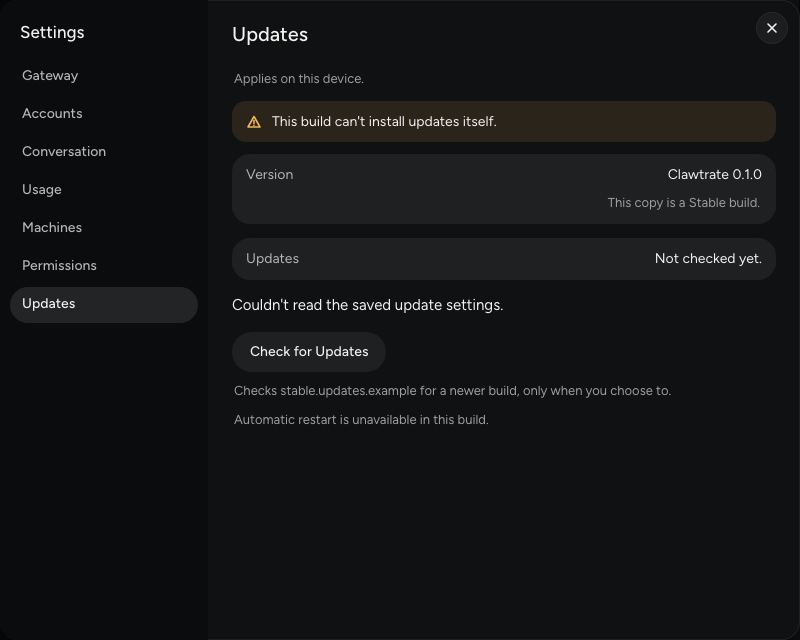 Settings
Gateway
Accounts
Conversation
Usage
Machines
Permissions
Updates
Updates
Applies on this device.
This build can't install updates itself.
Version
Clawtrate 0.1.0
This copy is a Stable build.
Updates
Not checked yet.
Couldn't read the saved update settings.
Check for Updates
Checks stable.updates.example for a newer build, only when you choose to.
Automatic restart is unavailable in this build.